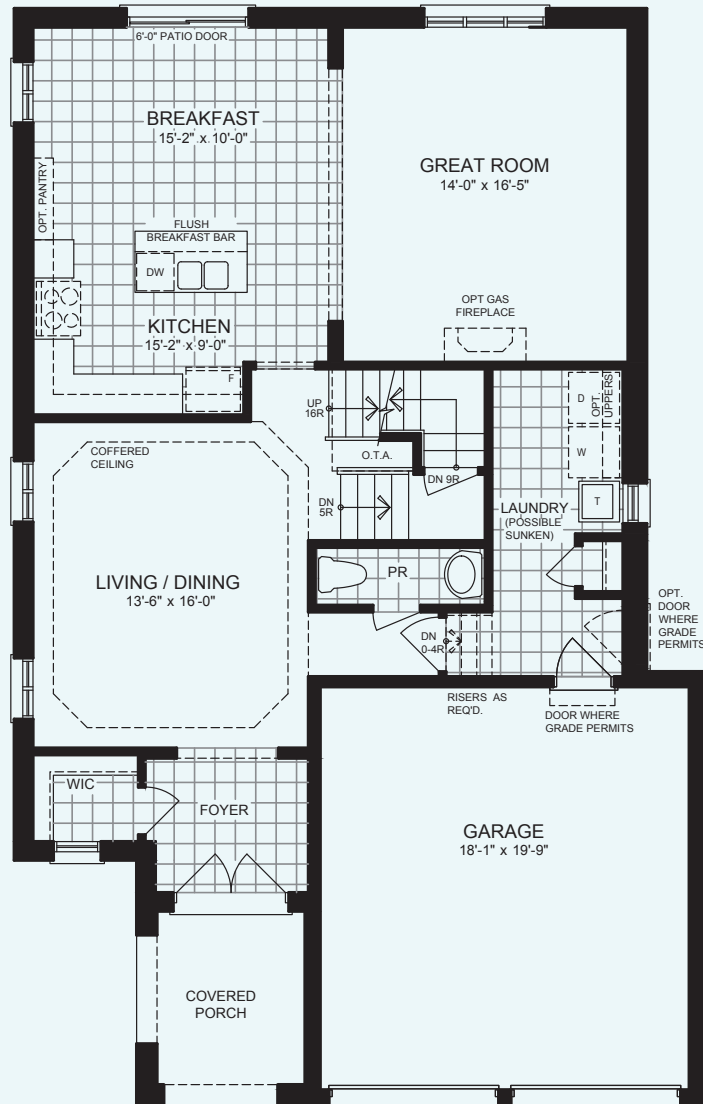 6'-0" PATIO DOOR
BREAKFAST
15'-2" x 10'-0"
GREAT ROOM
14'-0" x 16'-5"
OPT. PANTRY
FLUSH
BREAKFAST BAR
DW
KITCHEN
15'-2" x 9'-0"
OPT GAS
FIREPLACE
F
UP
16R
D
OPT.
UPPERS
COFFERED
CEILING
O.T.A.
W
DN 9R
DN
5R
LAUNDRY
(POSSIBLE
SUNKEN)
T
LIVING / DINING
13'-6" x 16'-0"
PR
OPT.
DOOR
WHERE
GRADE
PERMITS
DN
0-4R
RISERS AS
REQ'D.
DOOR WHERE
GRADE PERMITS
WIC
FOYER
GARAGE
18'-1" x 19'-9"
COVERED
PORCH